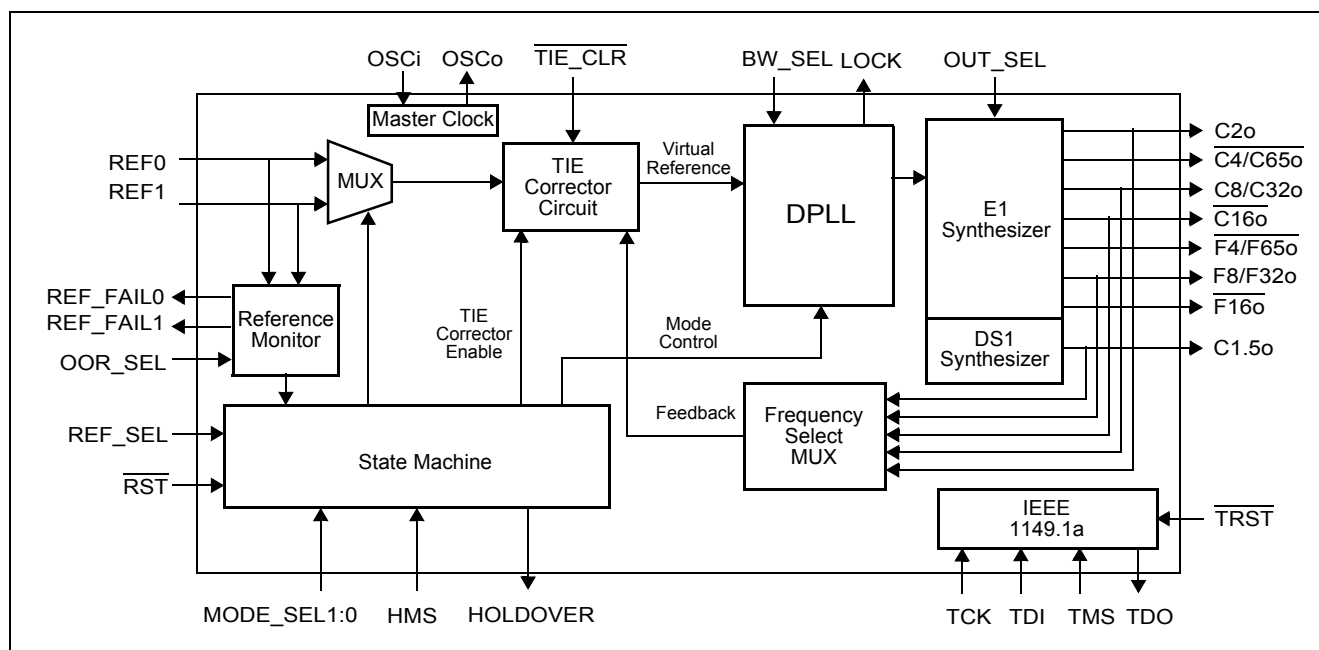 OSCi
OSCo
TIE_CLR
BW_SEL
LOCK
OUT_SEL
Master Clock
REF0
REF1
MUX
TIE
Corrector
Circuit
Virtual
Reference
DPLL
E1
Synthesizer
C2o
C4/C65o
C8/C32o
C16o
F4/F65o
F8/F32o
F16o
REF_FAIL0
REF_FAIL1
OOR_SEL
Reference
Monitor
TIE
Corrector
Enable
Mode
Control
DS1
Synthesizer
C1.5o
REF_SEL
RST
State Machine
Feedback
Frequency
Select
MUX
IEEE
1149.1a
TRST
MODE_SEL1:0
HMS
HOLDOVER
TCK
TDI
TMS
TDO